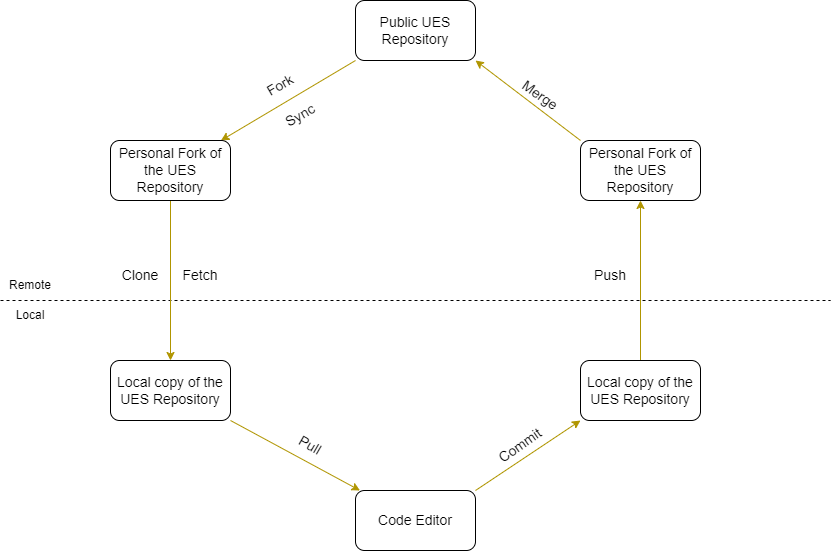 Public UES
Repository
Fork
Sync
Merge
Personal Fork of
the UES
Repository
Personal Fork of
the UES
Repository
Clone
Fetch
Push
Remote
Local
Local copy of the
UES Repository
Local copy of the
UES Repository
Pull
Commit
Code Editor